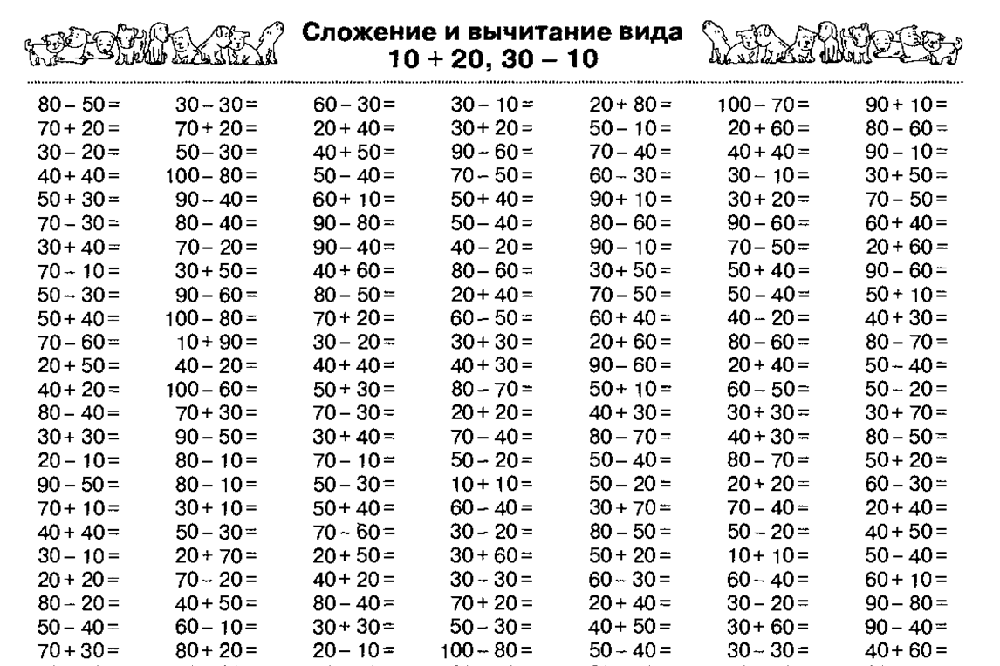 Сложение и вычитание вида
10 + 20, 30 – 10
80 – 50 = 30 – 30 = 60 – 30 = 30 – 10 = 20 + 80 = 100 – 70 = 90 + 10 =
70 + 20 = 70 + 20 = 20 + 40 = 30 + 20 = 50 – 10 = 20 + 60 = 80 – 60 =
30 – 20 = 50 – 30 = 40 + 50 = 90 – 60 = 70 – 40 = 40 + 40 = 90 – 10 =
40 + 40 = 100 – 80 = 50 – 40 = 70 – 50 = 60 – 30 = 30 – 10 = 30 + 50 =
50 + 30 = 90 – 40 = 60 + 10 = 50 + 40 = 90 + 10 = 30 + 20 = 70 – 50 =
70 – 30 = 80 – 40 = 90 – 80 = 50 – 40 = 80 – 60 = 90 – 60 = 60 + 40 =
30 + 40 = 70 – 20 = 90 – 40 = 40 – 20 = 90 – 10 = 70 – 50 = 20 + 60 =
70 – 10 = 30 + 50 = 40 + 60 = 80 – 60 = 30 + 50 = 50 + 40 = 90 – 60 =
50 – 30 = 90 – 60 = 80 – 50 = 20 + 40 = 70 – 50 = 50 – 40 = 50 + 10 =
50 + 40 = 100 – 80 = 70 + 20 = 60 – 50 = 60 + 40 = 40 – 20 = 40 + 30 =
70 – 60 = 10 + 90 = 30 – 20 = 30 + 30 = 20 + 60 = 80 – 60 = 80 – 70 =
20 + 50 = 40 – 20 = 40 + 40 = 40 + 30 = 90 – 60 = 20 + 40 = 50 – 40 =
40 + 20 = 100 – 60 = 50 + 30 = 80 – 70 = 50 + 10 = 60 – 50 = 50 – 20 =
80 – 40 = 70 + 30 = 70 – 30 = 20 + 20 = 40 + 30 = 30 + 30 = 30 + 70 =
30 + 30 = 90 – 50 = 30 + 40 = 70 – 40 = 80 – 70 = 40 + 30 = 80 – 50 =
20 – 10 = 80 – 10 = 70 – 10 = 50 – 20 = 50 – 40 = 80 – 70 = 50 + 20 =
90 – 50 = 80 – 10 = 50 – 30 = 10 + 10 = 50 – 20 = 20 + 20 = 60 – 30 =
70 + 10 = 30 + 10 = 50 + 40 = 60 – 40 = 30 + 70 = 70 – 40 = 20 + 40 =
40 + 40 = 50 – 30 = 70 – 60 = 30 – 20 = 80 – 50 = 50 – 20 = 40 + 50 =
30 – 10 = 20 + 70 = 20 + 50 = 30 + 60 = 50 + 20 = 10 + 10 = 50 – 40 =
20 + 20 = 70 – 20 = 40 + 20 = 30 – 30 = 60 – 30 = 60 – 40 = 60 + 10 =
80 – 20 = 40 + 50 = 80 – 40 = 70 + 20 = 20 + 40 = 30 – 20 = 90 – 80 =
50 – 40 = 60 – 10 = 30 + 30 = 50 – 30 = 40 + 50 = 30 + 60 = 90 – 40 =
70 + 30 = 80 + 20 = 20 – 10 = 100 – 80 = 50 – 40 = 30 – 30 = 40 + 60 =